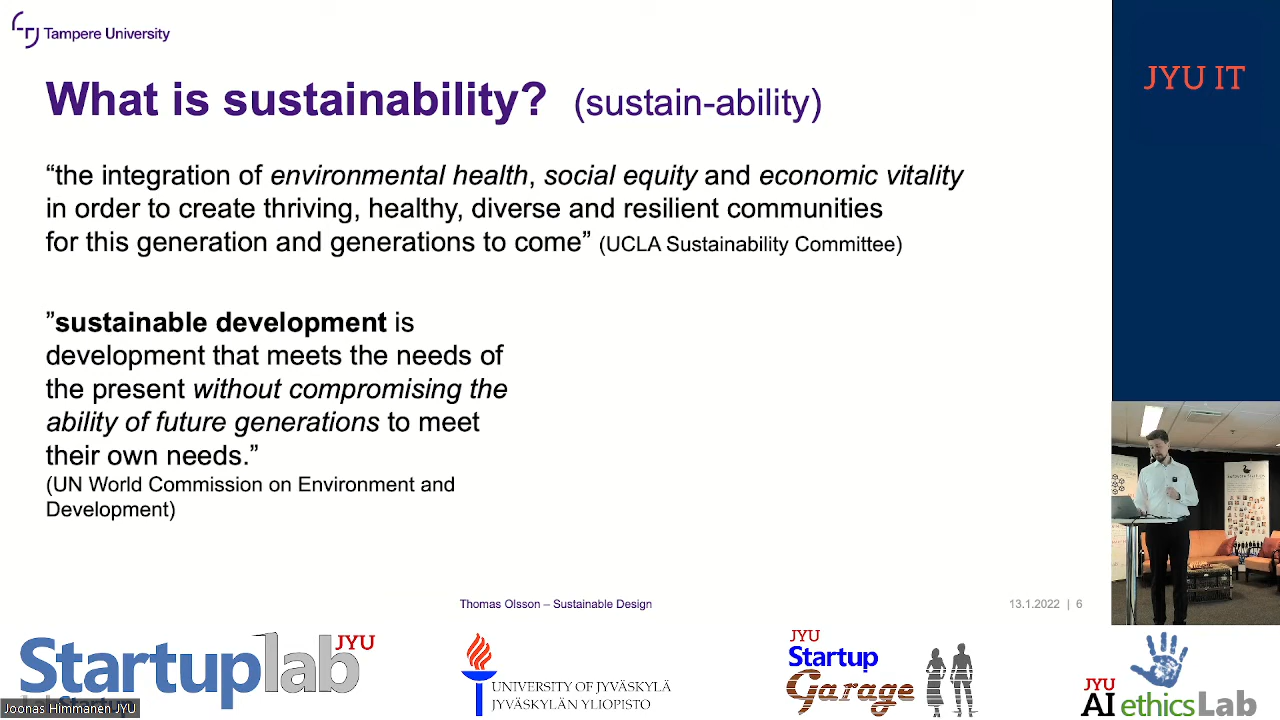 Tampere University
JYU IT
What is sustainability? (sustain-ability)
“the integration of environmental health, social equity and economic vitality
in order to create thriving, healthy, diverse and resilient communities
for this generation and generations to come” (UCLA Sustainability Committee)
”sustainable development is
development that meets the needs of
the present without compromising the
ability of future generations to meet
their own needs.”
(UN World Commission on Environment and
Development)
Thomas Olsson – Sustainable Design
13.1.2022 | 6
Startuplab JYU
Joonas Himmanen JYU
UNIVERSITY OF JYVÄSKYLÄ
JYVÄSKYLÄN YLIOPISTO
JYU
Startup
Garage
JYU
AI ethicsLab